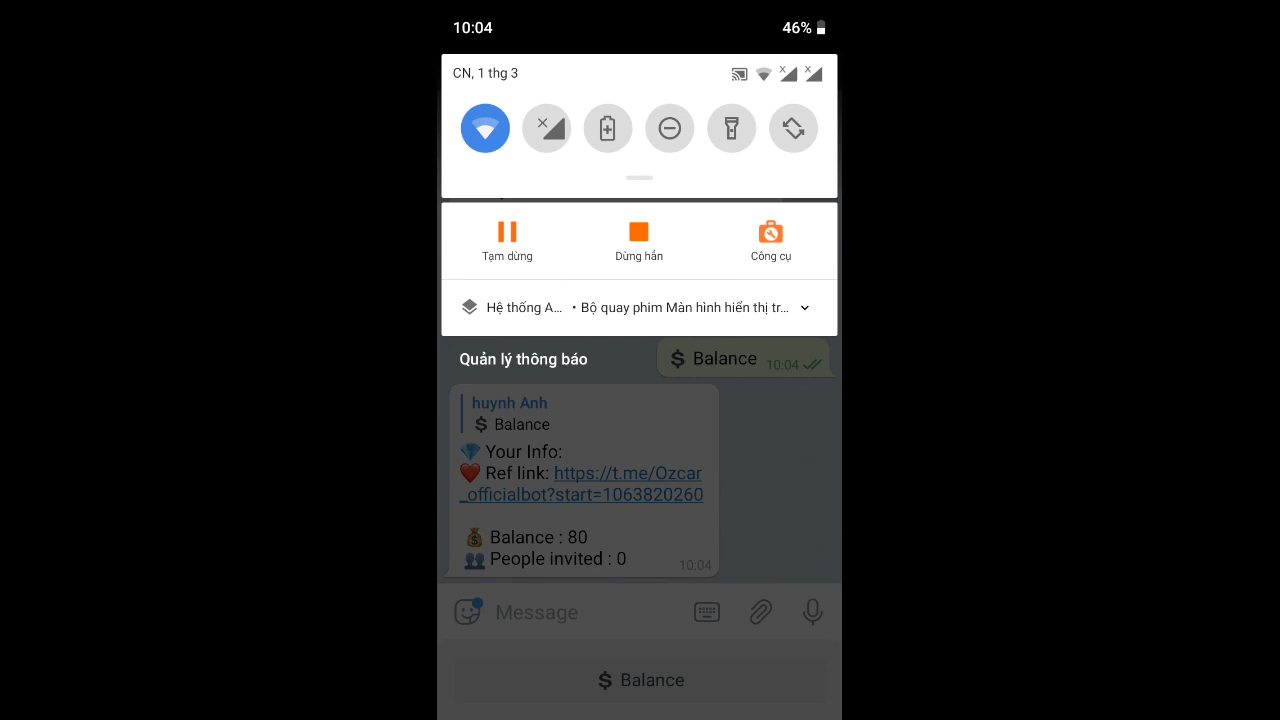 10:04
46%
CN, 1 thg 3
Tạm dừng
Dừng hẳn
Công cụ
Hệ thống A... • Bộ quay phim Màn hình hiển thị tr...
Quản lý thông báo
$ Balance 10:04
huynh Anh
$ Balance
💎 Your Info:
❤️ Ref link: https://t.me/Ozcar
_officialbot?start=1063820260
💰 Balance : 80
👥 People invited : 0
10:04
Message
$ Balance